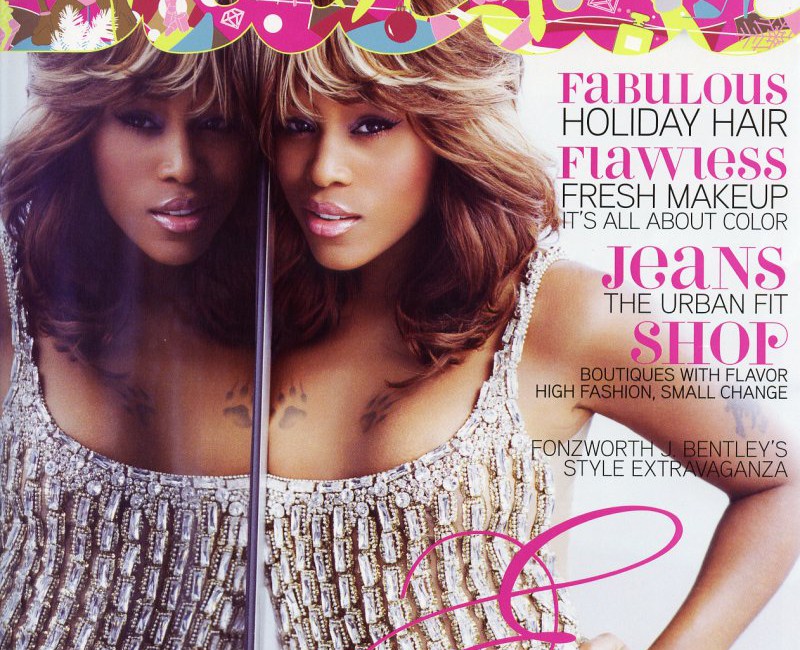 FABULOUS
HOLIDAY HAIR
FLAWLESS
FRESH MAKEUP
IT'S ALL ABOUT COLOR
JEANS
THE URBAN FIT
SHOP
BOUTIQUES WITH FLAVOR
HIGH FASHION, SMALL CHANGE
FONZWORTH J. BENTLEY'S
STYLE EXTRAVAGANZA